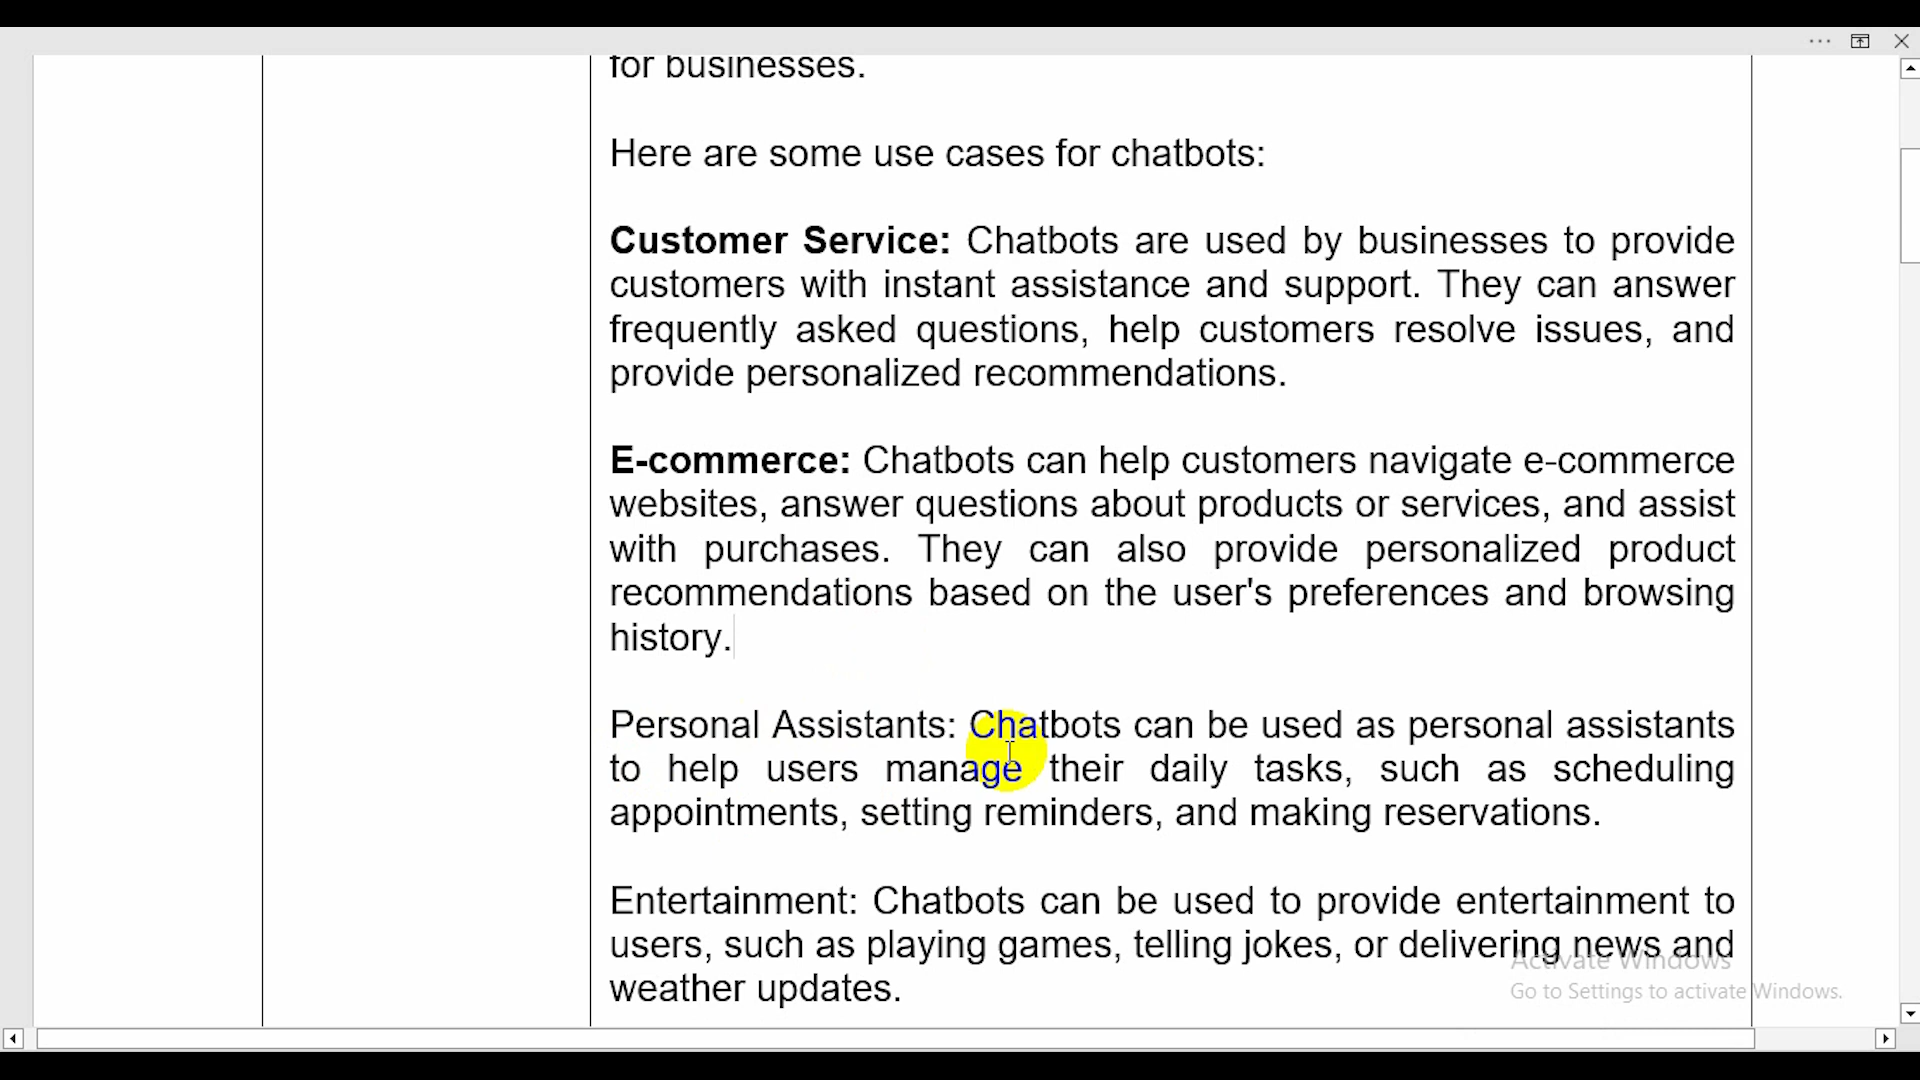 for businesses.
Here are some use cases for chatbots:
Customer Service: Chatbots are used by businesses to provide
customers with instant assistance and support. They can answer
frequently asked questions, help customers resolve issues, and
provide personalized recommendations.
E-commerce: Chatbots can help customers navigate e-commerce
websites, answer questions about products or services, and assist
with purchases. They can also provide personalized product
recommendations based on the user's preferences and browsing
history.
Personal Assistants: Chatbots can be used as personal assistants
to help users manage their daily tasks, such as scheduling
appointments, setting reminders, and making reservations.
Entertainment: Chatbots can be used to provide entertainment to
users, such as playing games, telling jokes, or delivering news and
weather updates.
Activate Windows
Go to Settings to activate Windows.